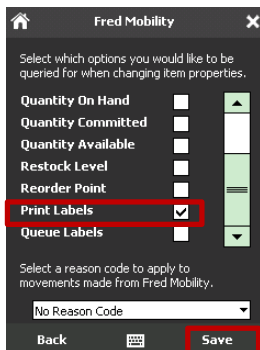 Fred Mobility
Select which options you would like to be
queried for when changing item properties.
Quantity On Hand
Quantity Committed
Quantity Available
Restock Level
Reorder Point
Print Labels
Queue Labels
Select a reason code to apply to
movements made from Fred Mobility.
No Reason Code
Back Save